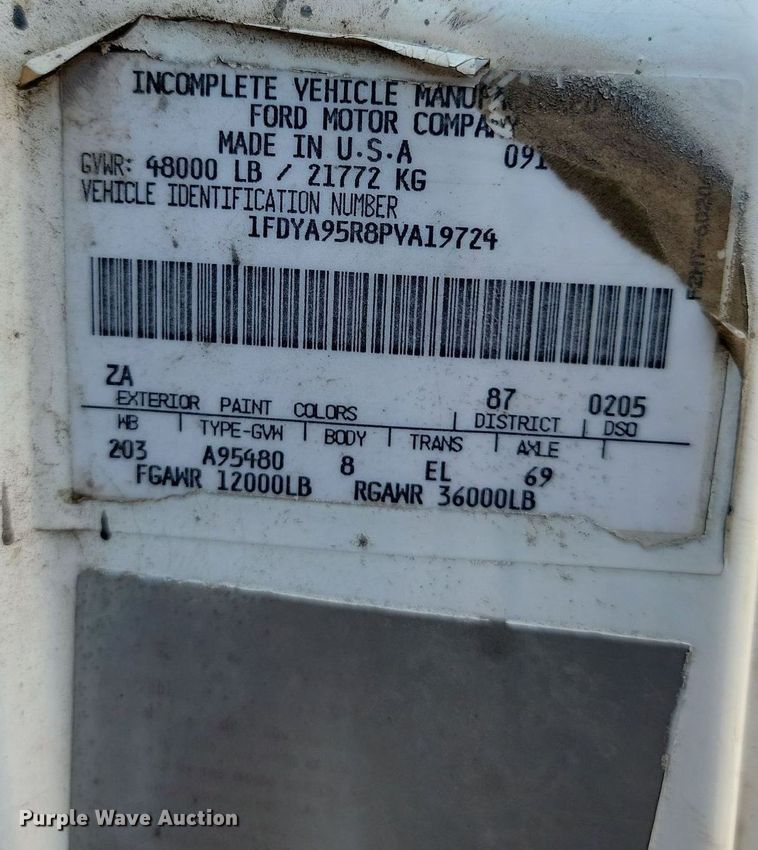 INCOMPLETE VEHICLE
FORD MOTOR COMPANY
MADE IN U.S.A
GVWR: 48000 LB / 21772 KG
VEHICLE IDENTIFICATION NUMBER
1FDYA95R8PVA19724
ZA 87 0205
EXTERIOR PAINT COLORS DISTRICT DSO
WB TYPE-GVW BODY TRANS AXLE
203 A95480 8 EL 69
FGAWR 12000LB RGAWR 36000LB
Purple Wave Auction